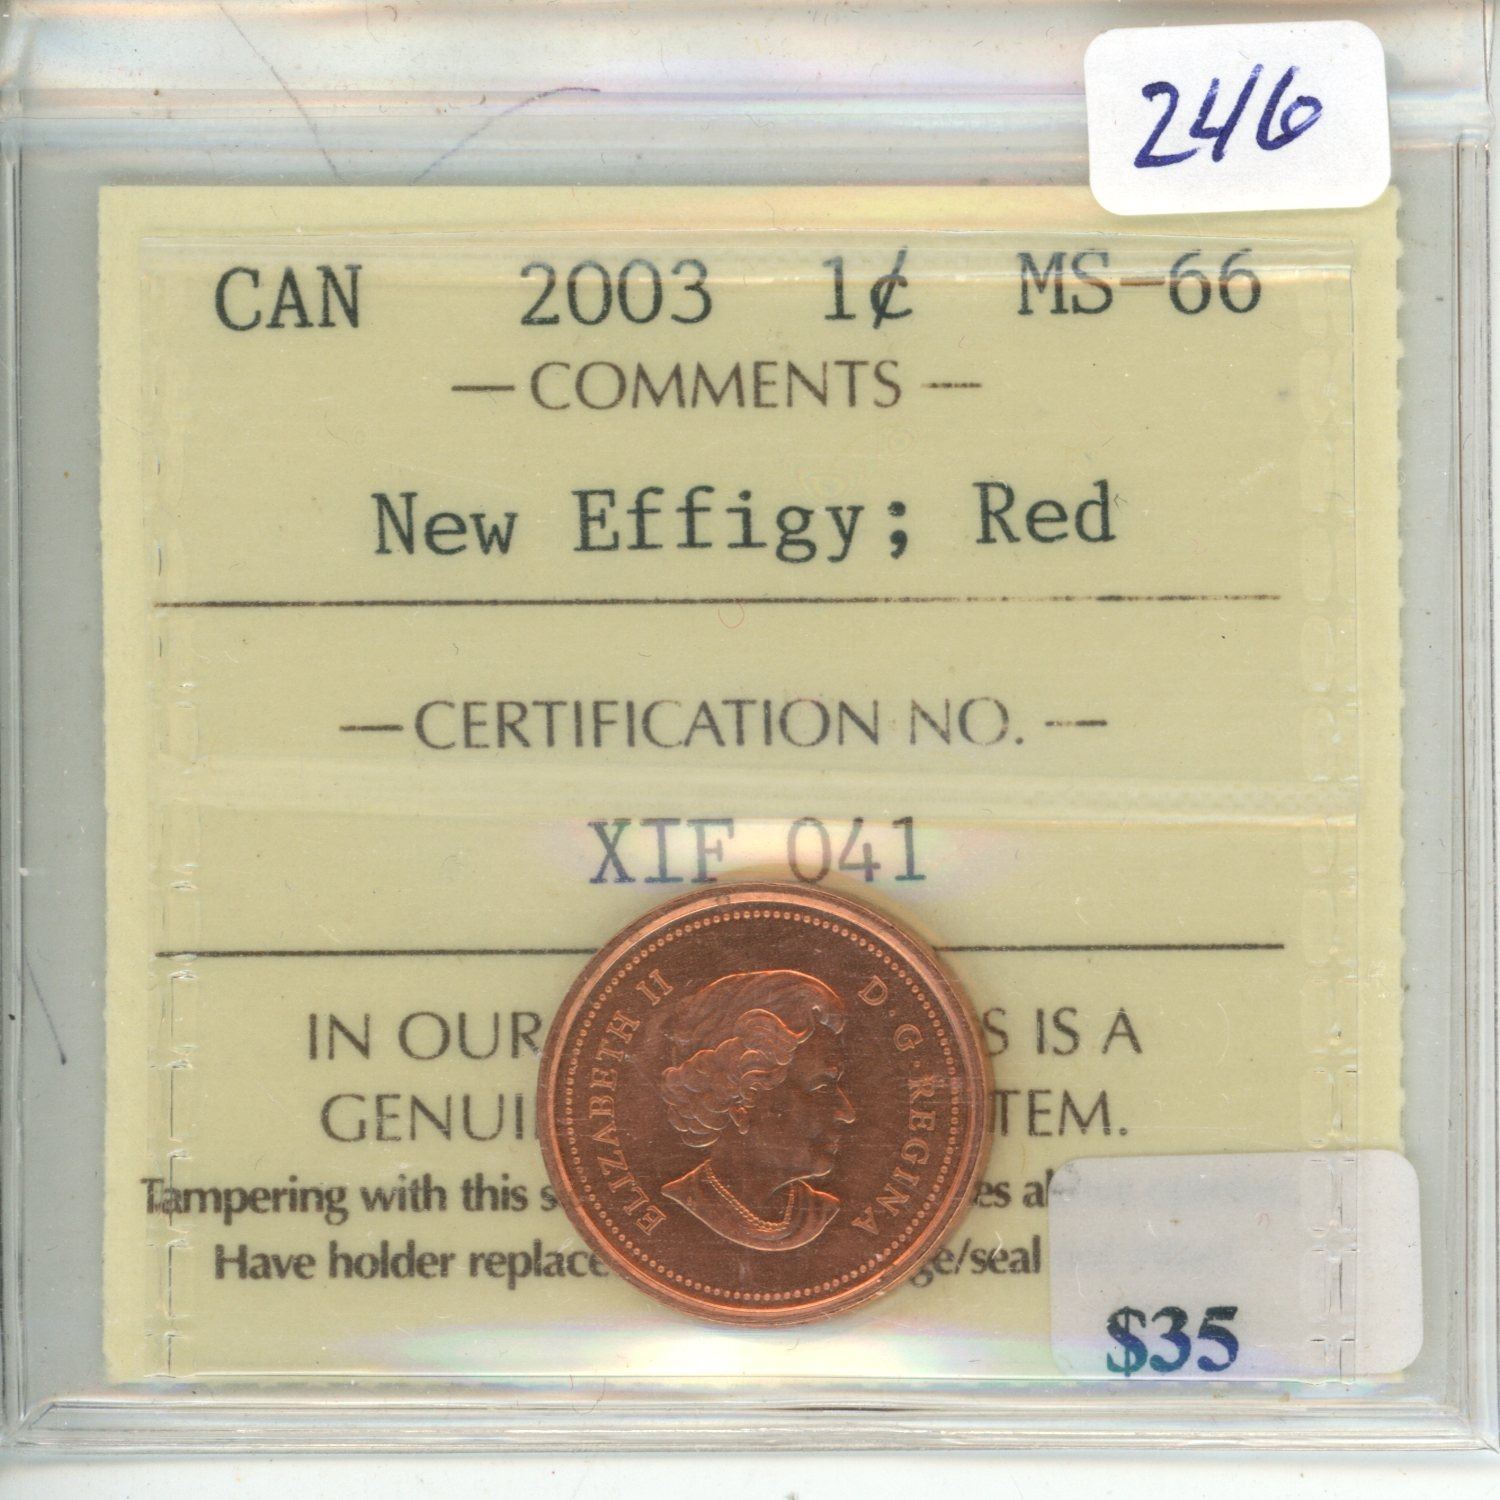 246
CAN 2003 1¢ MS-66
— COMMENTS —
New Effigy; Red
— CERTIFICATION NO. —
XIF 041
IN OUR S IS A
GENUI TEM.
Tampering with this s es al
Have holder replace ge/seal
$35
ELIZABETH II D·G·REGINA